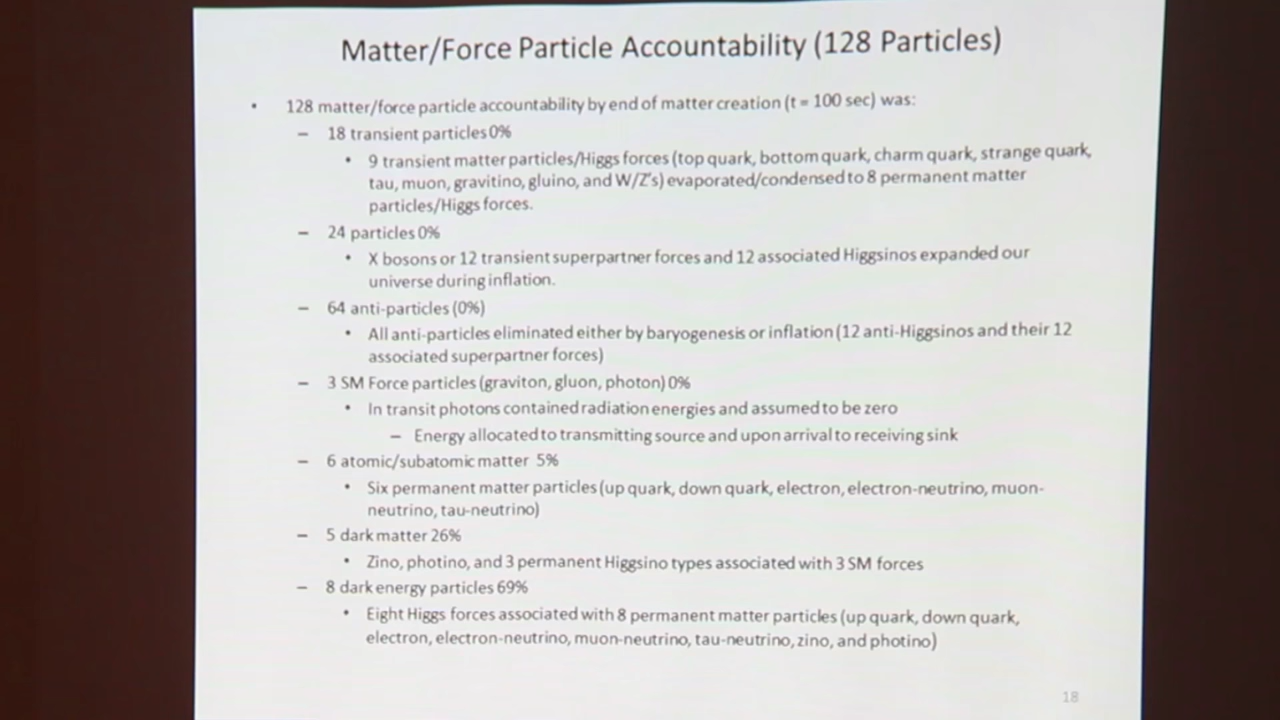 Matter/Force Particle Accountability (128 Particles)
• 128 matter/force particle accountability by end of matter creation (t = 100 sec) was:
– 18 transient particles 0%
• 9 transient matter particles/Higgs forces (top quark, bottom quark, charm quark, strange quark,
tau, muon, gravitino, gluino, and W/Z's) evaporated/condensed to 8 permanent matter
particles/Higgs forces.
– 24 particles 0%
• X bosons or 12 transient superpartner forces and 12 associated Higgsinos expanded our
universe during inflation.
– 64 anti-particles (0%)
• All anti-particles eliminated either by baryogenesis or inflation (12 anti-Higgsinos and their 12
associated superpartner forces)
– 3 SM Force particles (graviton, gluon, photon) 0%
• In transit photons contained radiation energies and assumed to be zero
– Energy allocated to transmitting source and upon arrival to receiving sink
– 6 atomic/subatomic matter 5%
• Six permanent matter particles (up quark, down quark, electron, electron-neutrino, muon-
neutrino, tau-neutrino)
– 5 dark matter 26%
• Zino, photino, and 3 permanent Higgsino types associated with 3 SM forces
– 8 dark energy particles 69%
• Eight Higgs forces associated with 8 permanent matter particles (up quark, down quark,
electron, electron-neutrino, muon-neutrino, tau-neutrino, zino, and photino)
18